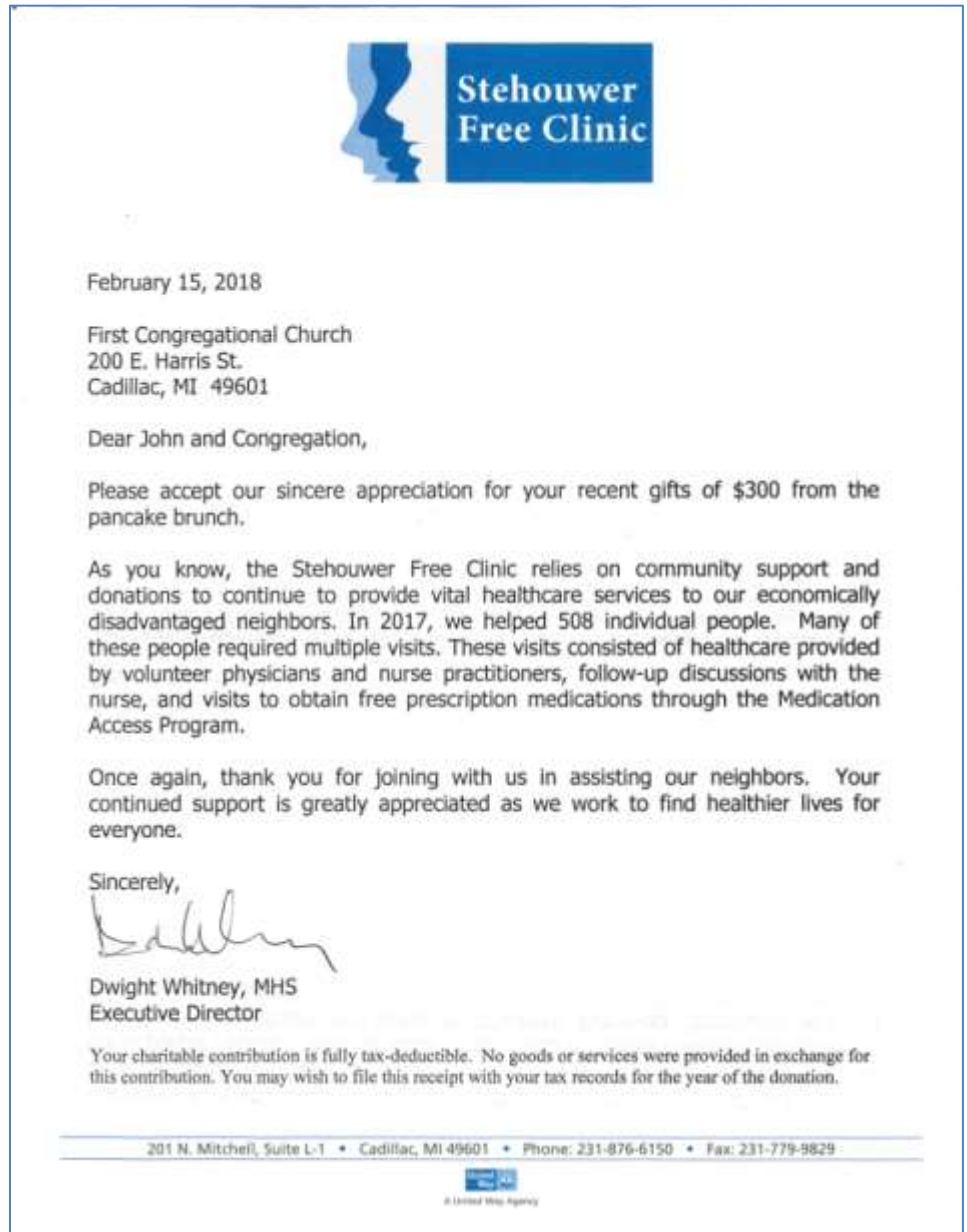 Stehouwer
Free Clinic
February 15, 2018
First Congregational Church
200 E. Harris St.
Cadillac, MI  49601
Dear John and Congregation,
Please accept our sincere appreciation for your recent gifts of $300 from the
pancake brunch.
As you know, the Stehouwer Free Clinic relies on community support and
donations to continue to provide vital healthcare services to our economically
disadvantaged neighbors. In 2017, we helped 508 individual people.  Many of
these people required multiple visits. These visits consisted of healthcare provided
by volunteer physicians and nurse practitioners, follow-up discussions with the
nurse, and visits to obtain free prescription medications through the Medication
Access Program.
Once again, thank you for joining with us in assisting our neighbors.  Your
continued support is greatly appreciated as we work to find healthier lives for
everyone.
Sincerely,
Dwight Whitney, MHS
Executive Director
Your charitable contribution is fully tax-deductible.  No goods or services were provided in exchange for
this contribution. You may wish to file this receipt with your tax records for the year of the donation.
201 N. Mitchell, Suite L-1 • Cadillac, MI 49601 • Phone: 231-876-6150 • Fax: 231-779-9829
United
Way
A United Way Agency